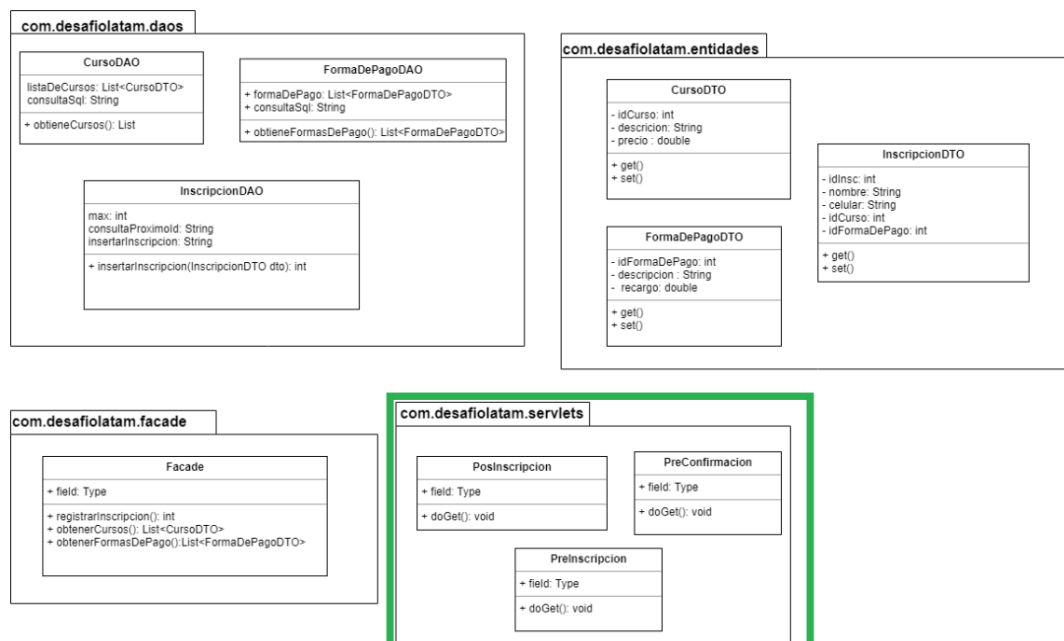 com.desafiolatam.daos
CursoDAO
listaDeCursos: List<CursoDTO>
consultaSql: String
+ obtieneCursos(): List
FormaDePagoDAO
+ formaDePago: List<FormaDePagoDTO>
+ consultaSql: String
+ obtieneFormasDePago(): List<FormaDePagoDTO>
InscripcionDAO
max: int
consultaProximoId: String
insertarInscripcion: String
+ insertarInscripcion(InscripcionDTO dto): int
com.desafiolatam.entidades
CursoDTO
- idCurso: int
- descricion: String
- precio : double
+ get()
+ set()
InscripcionDTO
- idInsc: int
- nombre: String
- celular: String
- idCurso: int
- idFormaDePago: int
+ get()
+ set()
FormaDePagoDTO
- idFormaDePago: int
- descripcion : String
- recargo: double
+ get()
+ set()
com.desafiolatam.facade
Facade
+ field: Type
+ registrarInscripcion(): int
+ obtenerCursos(): List<CursoDTO>
+ obtenerFormasDePago():List<FormaDePagoDTO>
com.desafiolatam.servlets
PosInscripcion
+ field: Type
+ doGet(): void
PreConfirmacion
+ field: Type
+ doGet(): void
PreInscripcion
+ field: Type
+ doGet(): void